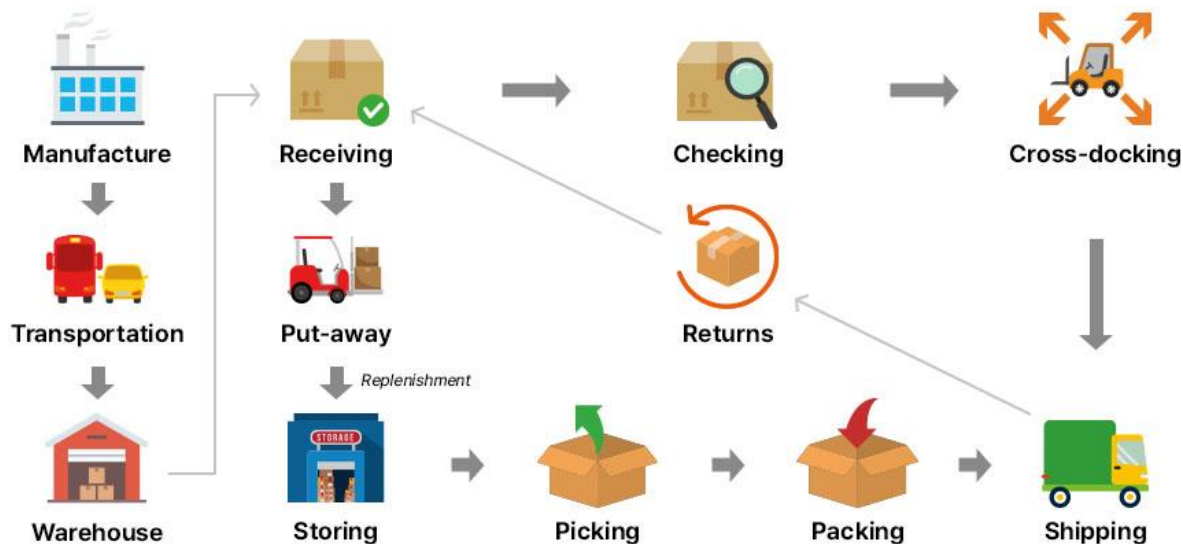 Manufacture
Receiving
Checking
Cross-docking
Transportation
Put-away
Returns
Replenishment
STORAGE
Warehouse
Storing
Picking
Packing
Shipping